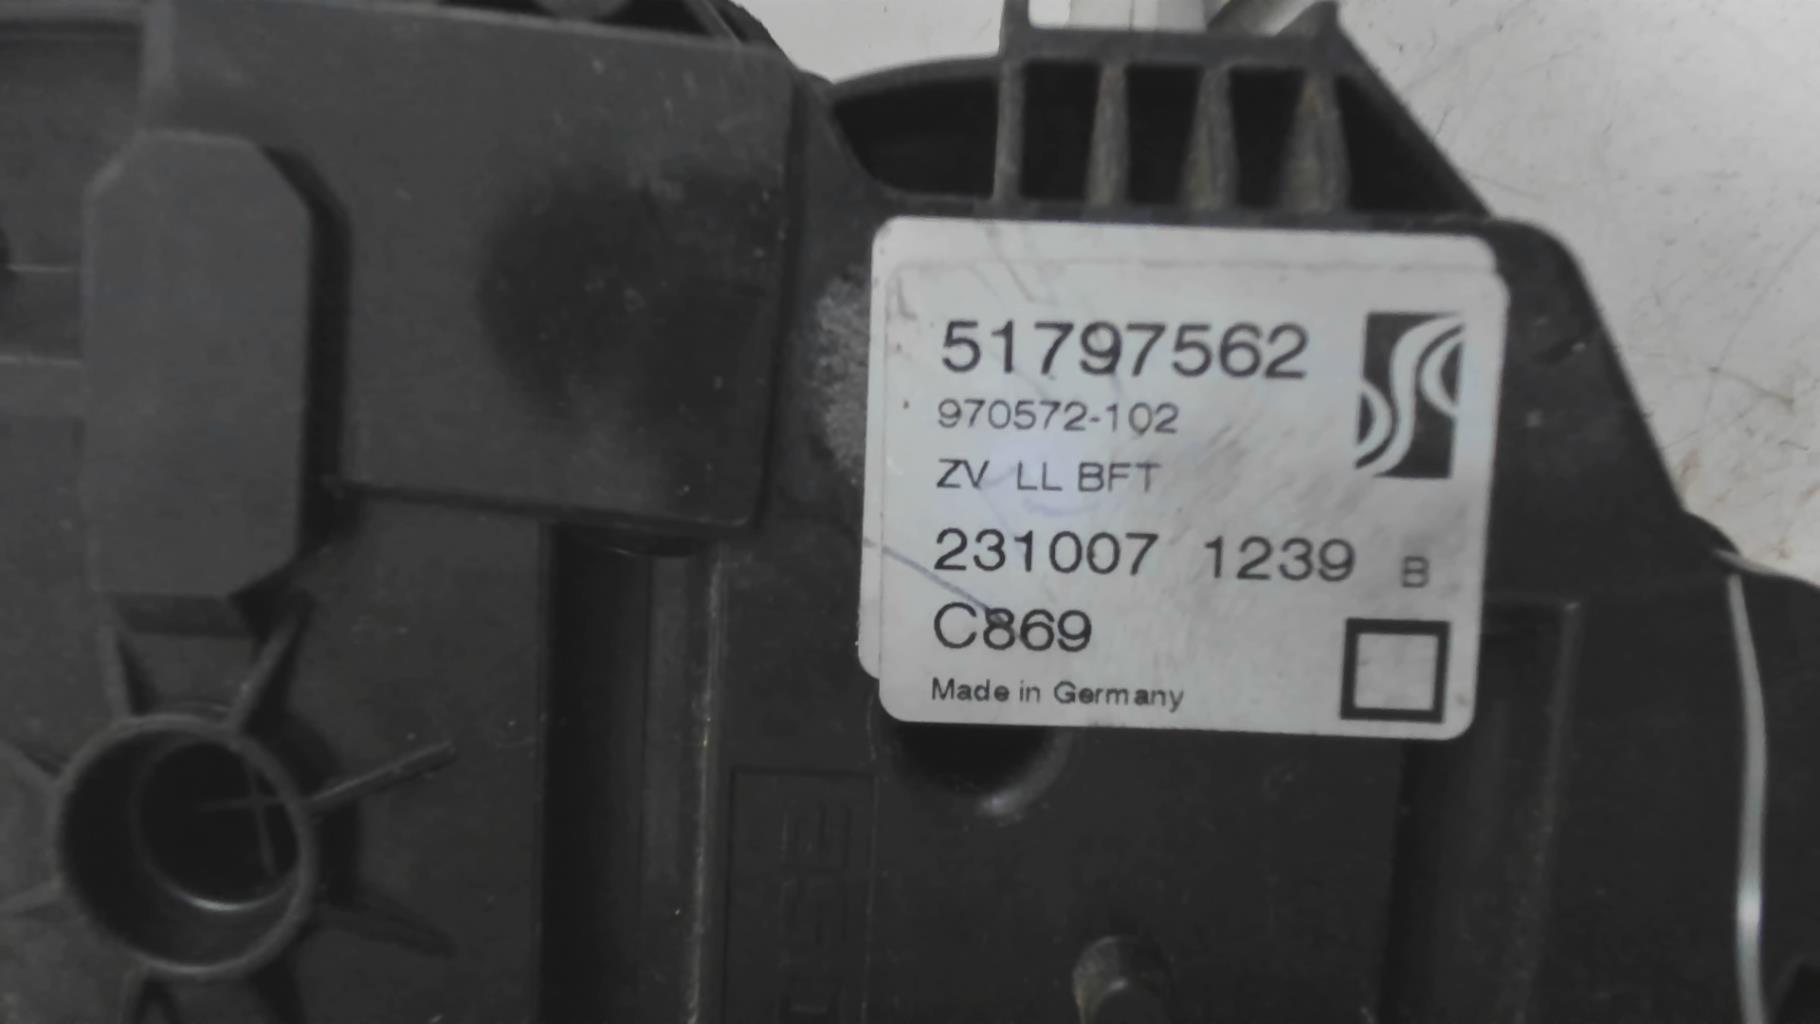 51797562
970572-102
ZV LL BFT
231007 1239 B
C869
Made in Germany